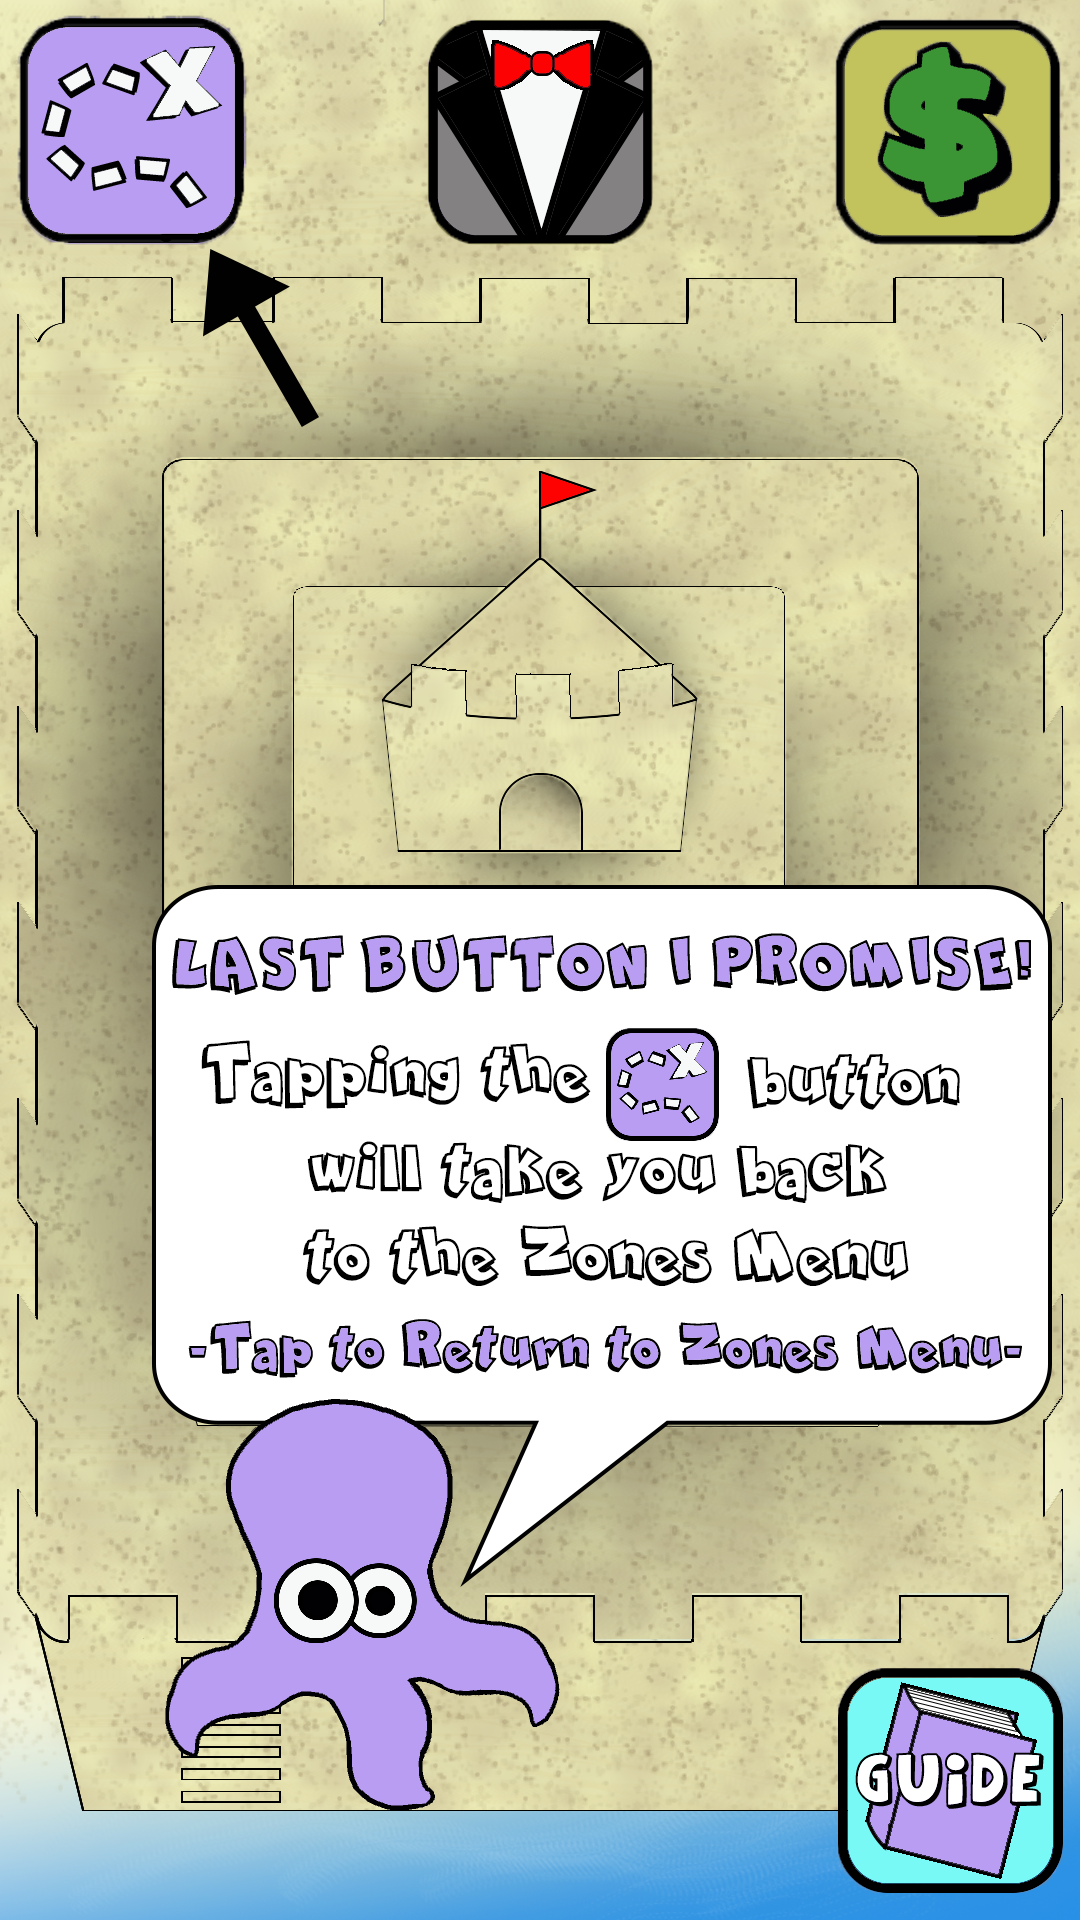 X
$
LAST BUTTON I PROMISE!
Tapping the X button
will take you back
to the Zones Menu
-Tap to Return to Zones Menu-
GUIDE